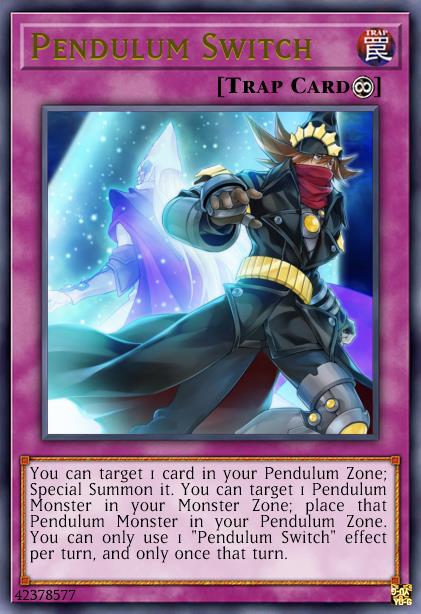 PENDULUM SWITCH
TRAP
罠
[TRAP CARD♾]
You can target 1 card in your Pendulum Zone;
Special Summon it. You can target 1 Pendulum
Monster in your Monster Zone; place that
Pendulum Monster in your Pendulum Zone.
You can only use 1 "Pendulum Switch" effect
per turn, and only once that turn.
42378577